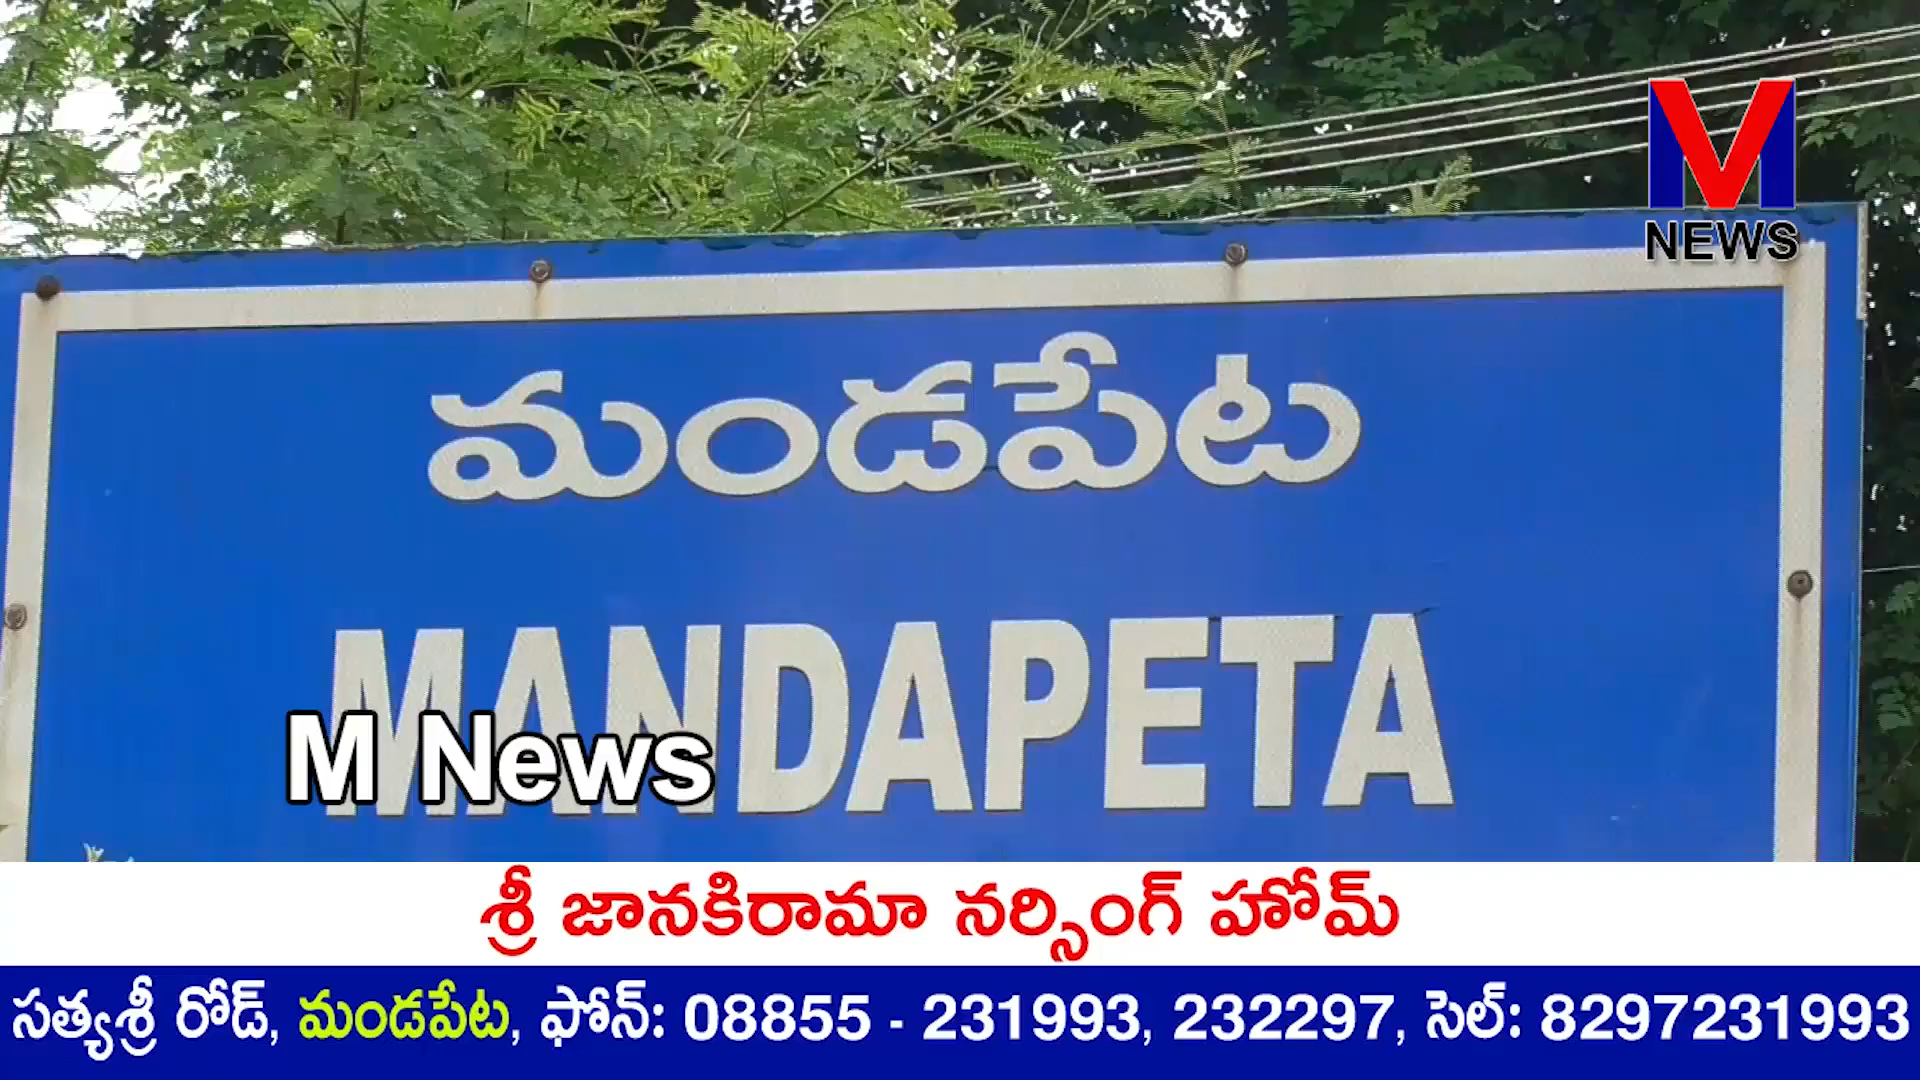 M
NEWS
మండపేట
MANDAPETA
M News
శ్రీ జానకిరామా నర్సింగ్ హోమ్
సత్యశ్రీ రోడ్, మండపేట, ఫోన్: 08855 - 231993, 232297, సెల్: 8297231993